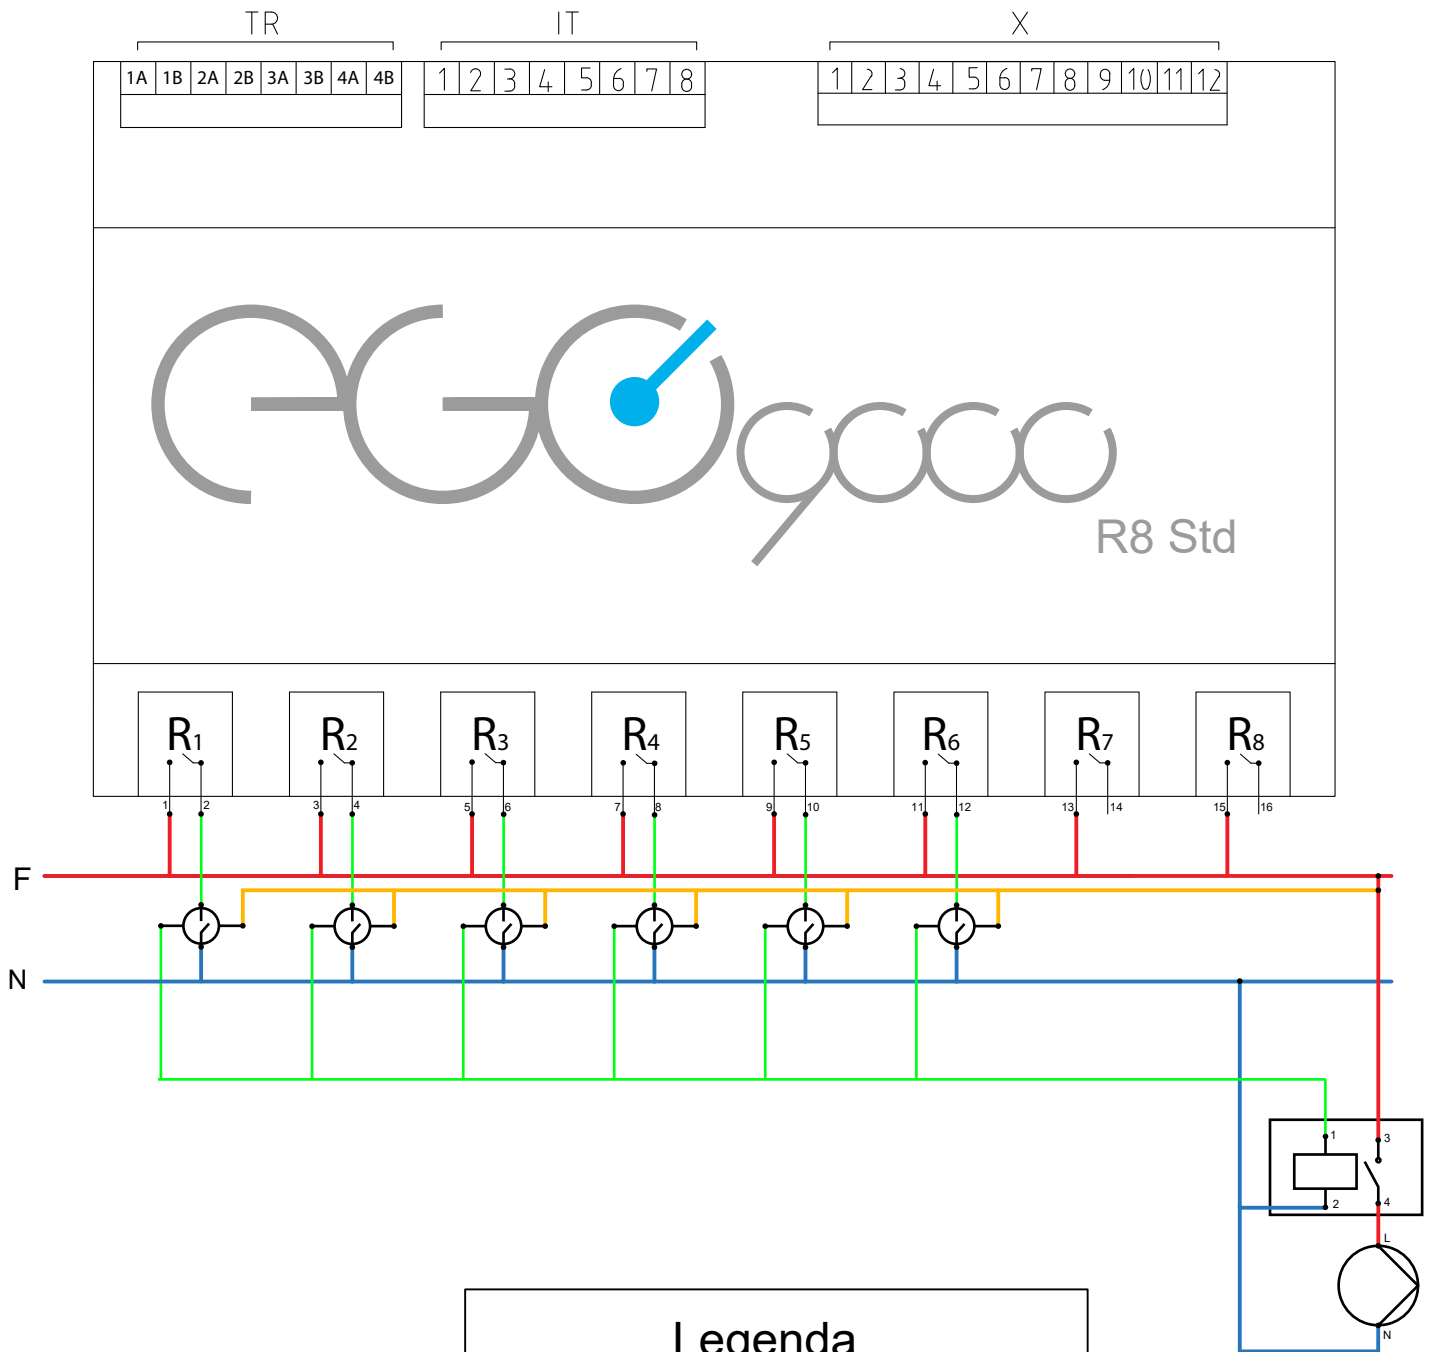 TR IT X
1A 1B 2A 2B 3A 3B 4A 4B 1 2 3 4 5 6 7 8 1 2 3 4 5 6 7 8 9 10 11 12
eGO 9000
R8 Std
R1 R2 R3 R4 R5 R6 R7 R8
1 2 3 4 5 6 7 8 9 10 11 12 13 14 15 16
F
N
1 3
2 4
L
N
Legenda